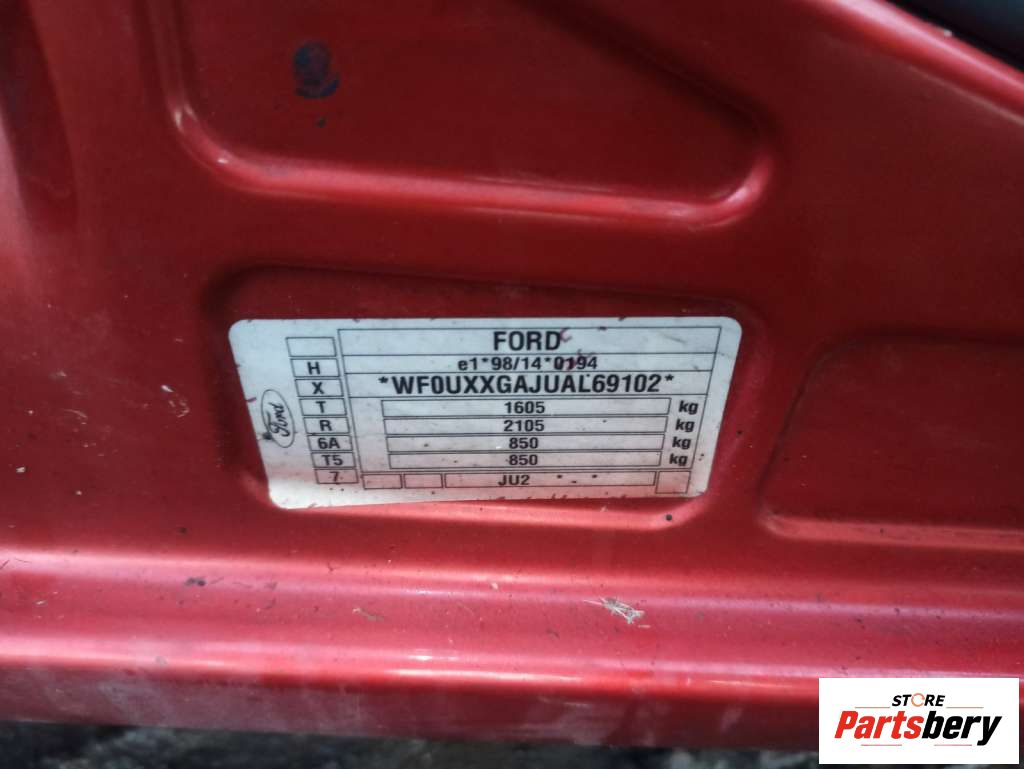 FORD
H e1*98/14*0194
X *WF0UXXGAJUAL69102*
T 1605 kg
R 2105 kg
6A 850 kg
T5 850 kg
7 JU2 * - *
Ford
STORE
Partsbery